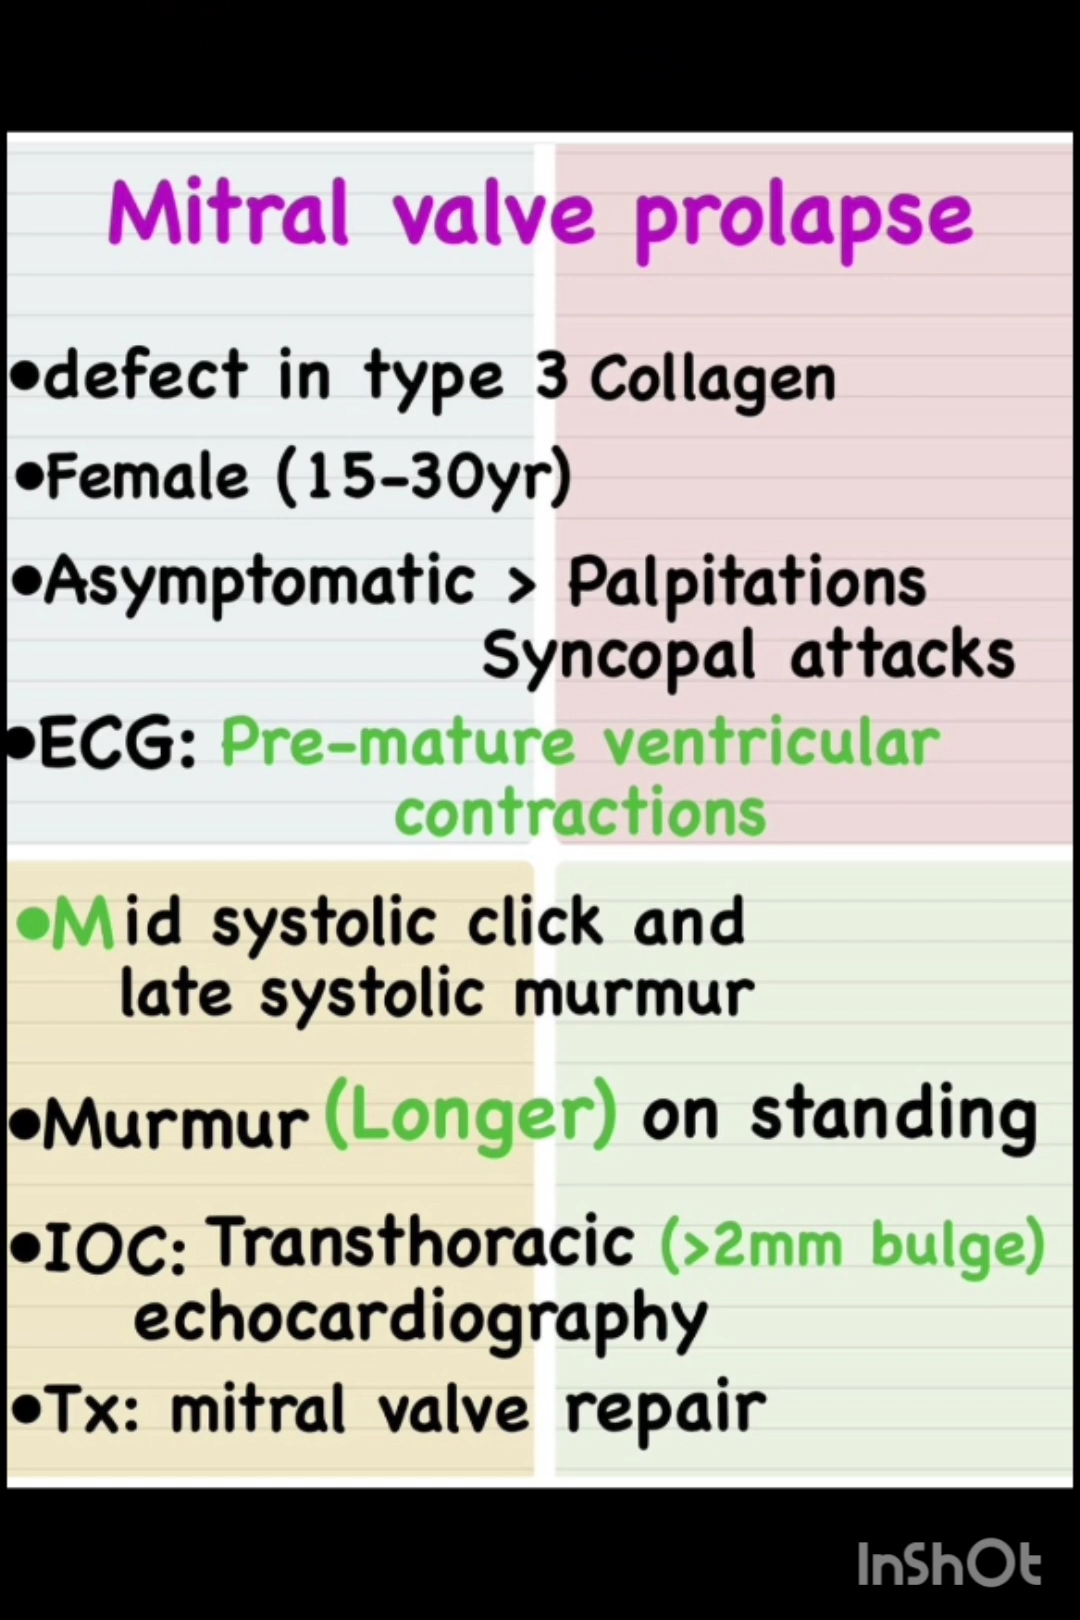 Mitral valve prolapse
•defect in type 3 Collagen
•Female (15-30yr)
•Asymptomatic > Palpitations
Syncopal attacks
•ECG: Pre-mature ventricular
contractions
•Mid systolic click and
late systolic murmur
•Murmur (Longer) on standing
•IOC: Transthoracic (>2mm bulge)
echocardiography
•Tx: mitral valve repair
InShOt